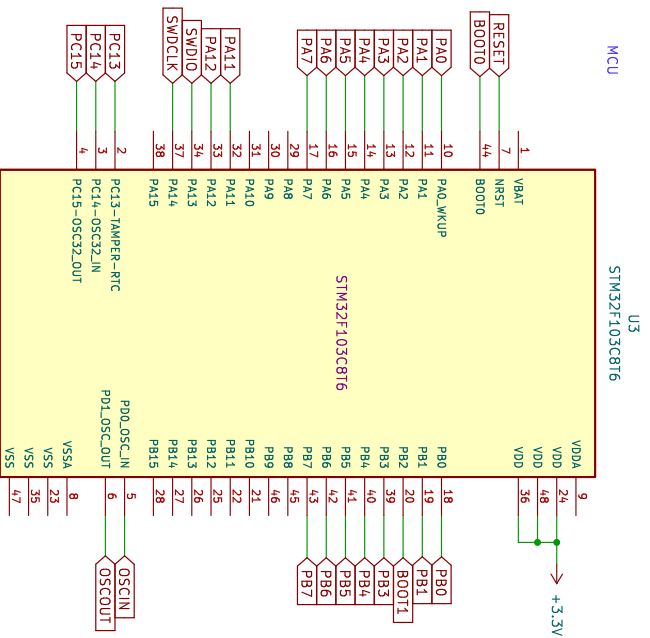 MCU
U3
STM32F103C8T6
STM32F103C8T6
RESET
BOOT0
PA0
PA1
PA2
PA3
PA4
PA5
PA6
PA7
PA11
PA12
SWDIO
SWDCLK
PC13
PC14
PC15
1 VBAT
7 NRST
44 BOOT0
10 PA0_WKUP
11 PA1
12 PA2
13 PA3
14 PA4
15 PA5
16 PA6
17 PA7
29 PA8
30 PA9
31 PA10
32 PA11
33 PA12
34 PA13
37 PA14
38 PA15
2 PC13-TAMPER-RTC
3 PC14-OSC32_IN
4 PC15-OSC32_OUT
VDDA 9
VDD 24
VDD 48
VDD 36
PB0 18
PB1 19
PB2 20
PB3 39
PB4 40
PB5 41
PB6 42
PB7 43
PB8 45
PB9 46
PB10 21
PB11 22
PB12 25
PB13 26
PB14 27
PB15 28
PD0_OSC_IN 5
PD1_OSC_OUT 6
VSSA 8
VSS 23
VSS 35
VSS 47
+3.3V
PB0
PB1
BOOT1
PB3
PB4
PB5
PB6
PB7
OSCIN
OSCOUT